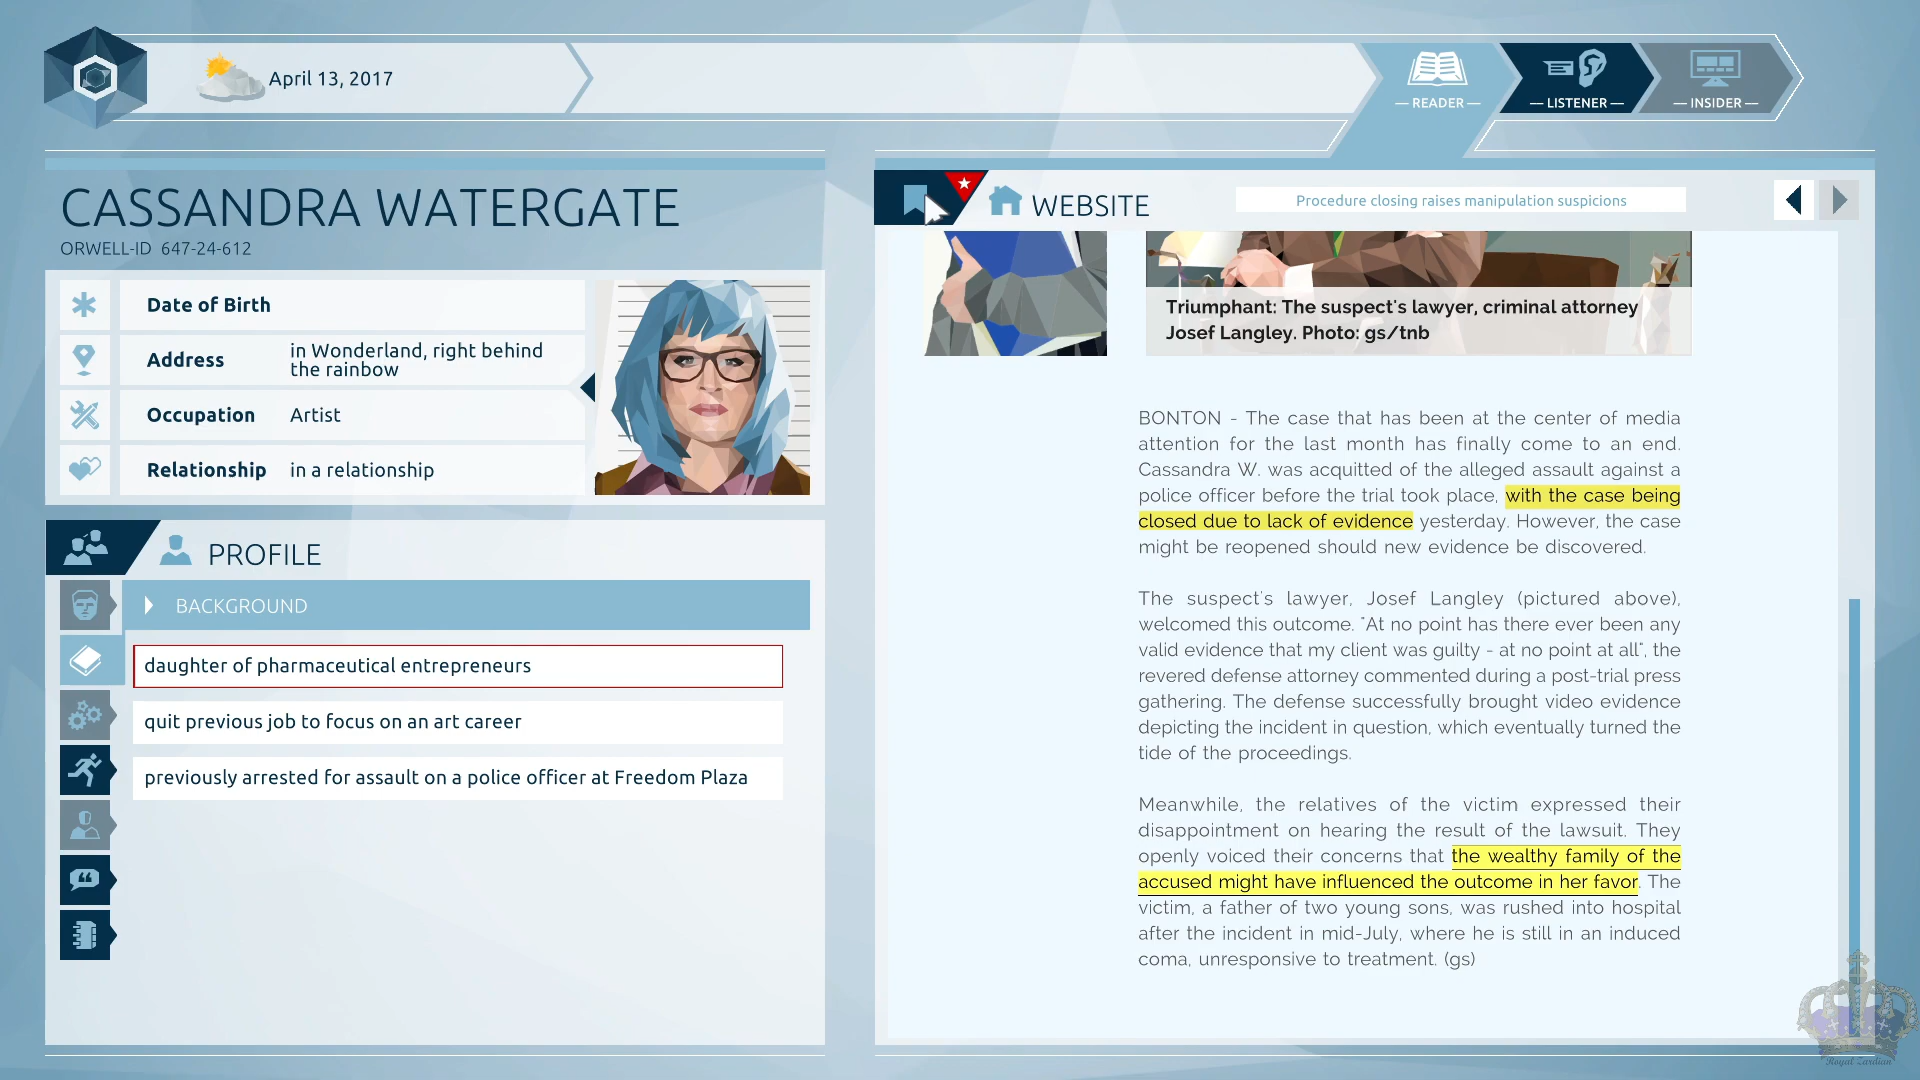 April 13, 2017
— READER —
— LISTENER —
— INSIDER —
CASSANDRA WATERGATE
ORWELL-ID 647-24-612
Date of Birth
Address in Wonderland, right behind
the rainbow
Occupation Artist
Relationship in a relationship
PROFILE
BACKGROUND
daughter of pharmaceutical entrepreneurs
quit previous job to focus on an art career
previously arrested for assault on a police officer at Freedom Plaza
WEBSITE
Procedure closing raises manipulation suspicions
Triumphant: The suspect's lawyer, criminal attorney
Josef Langley. Photo: gs/tnb
BONTON - The case that has been at the center of media
attention for the last month has finally come to an end.
Cassandra W. was acquitted of the alleged assault against a
police officer before the trial took place, with the case being
closed due to lack of evidence yesterday. However, the case
might be reopened should new evidence be discovered.
The suspect's lawyer, Josef Langley (pictured above),
welcomed this outcome. "At no point has there ever been any
valid evidence that my client was guilty - at no point at all", the
revered defense attorney commented during a post-trial press
gathering. The defense successfully brought video evidence
depicting the incident in question, which eventually turned the
tide of the proceedings.
Meanwhile, the relatives of the victim expressed their
disappointment on hearing the result of the lawsuit. They
openly voiced their concerns that the wealthy family of the
accused might have influenced the outcome in her favor. The
victim, a father of two young sons, was rushed into hospital
after the incident in mid-July, where he is still in an induced
coma, unresponsive to treatment. (gs)
Royal Zardian